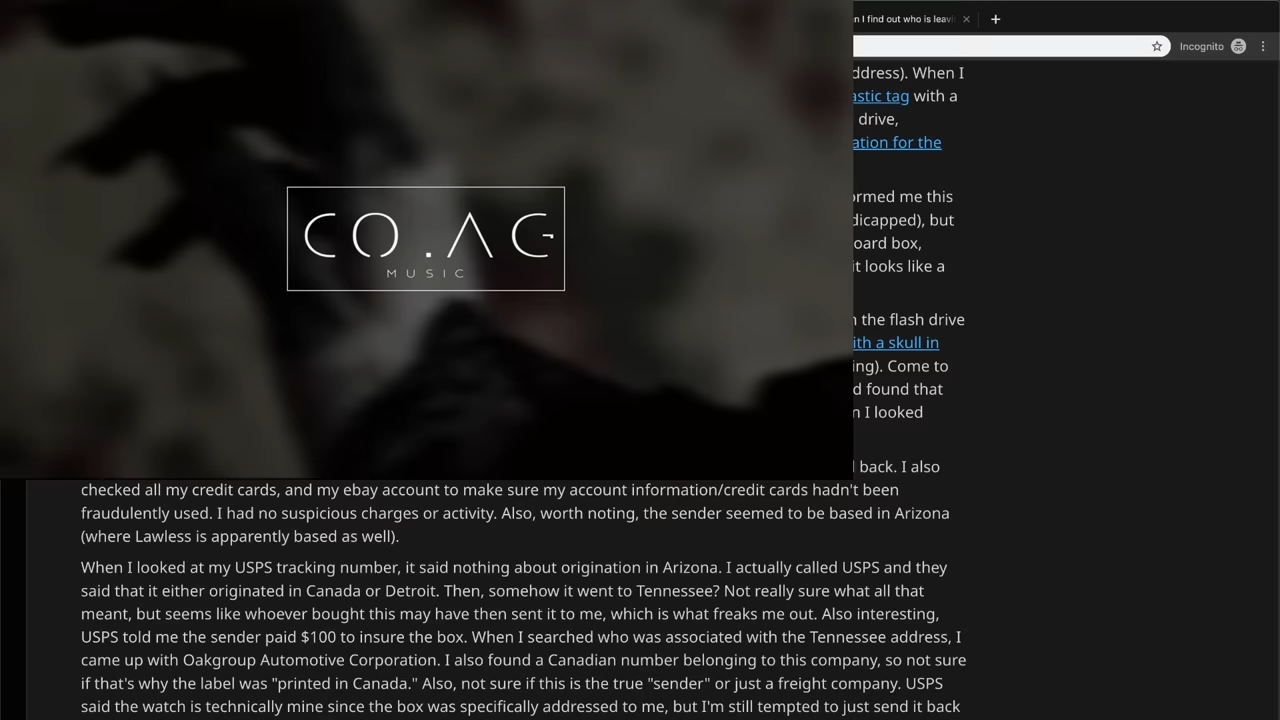 n I find out who is leavi
Incognito
ddress). When I
astic tag with a
drive,
ation for the
CO.AG
MUSIC
ormed me this
dicapped), but
oard box,
it looks like a
n the flash drive
ith a skull in
ing). Come to
d found that
n I looked
l back. I also
checked all my credit cards, and my ebay account to make sure my account information/credit cards hadn't been
fraudulently used. I had no suspicious charges or activity. Also, worth noting, the sender seemed to be based in Arizona
(where Lawless is apparently based as well).
When I looked at my USPS tracking number, it said nothing about origination in Arizona. I actually called USPS and they
said that it either originated in Canada or Detroit. Then, somehow it went to Tennessee? Not really sure what all that
meant, but seems like whoever bought this may have then sent it to me, which is what freaks me out. Also interesting,
USPS told me the sender paid $100 to insure the box. When I searched who was associated with the Tennessee address, I
came up with Oakgroup Automotive Corporation. I also found a Canadian number belonging to this company, so not sure
if that's why the label was "printed in Canada." Also, not sure if this is the true "sender" or just a freight company. USPS
said the watch is technically mine since the box was specifically addressed to me, but I'm still tempted to just send it back